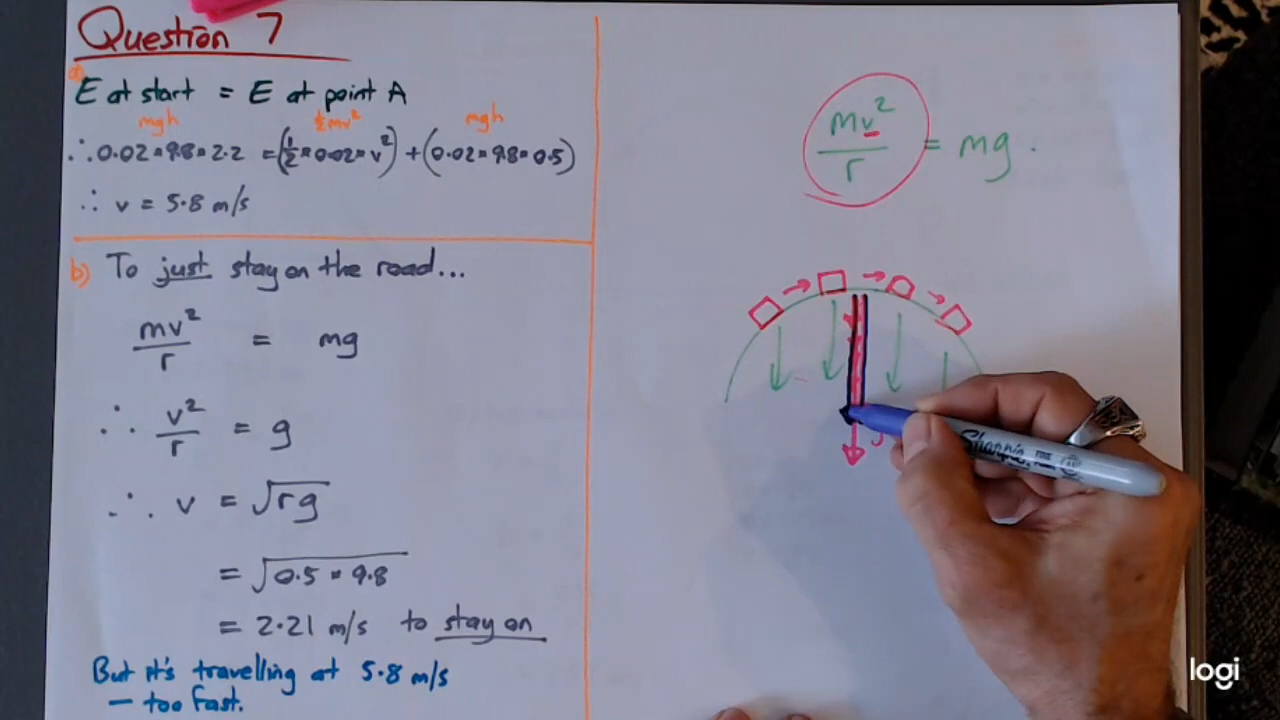 Question 7
a)
E at start = E at point A
mgh ½mv² mgh
∴ 0.02 × 9.8 × 2.2 = (½ × 0.02 × v²) + (0.02 × 9.8 × 0.5)
∴ v = 5.8 m/s
b) To just stay on the road...
mv²/r = mg
∴ v²/r = g
∴ v = √rg
= √0.5 × 9.8
= 2.21 m/s to stay on
But it's travelling at 5.8 m/s
– too fast.
mv²/r = mg.
Sharpie
logi